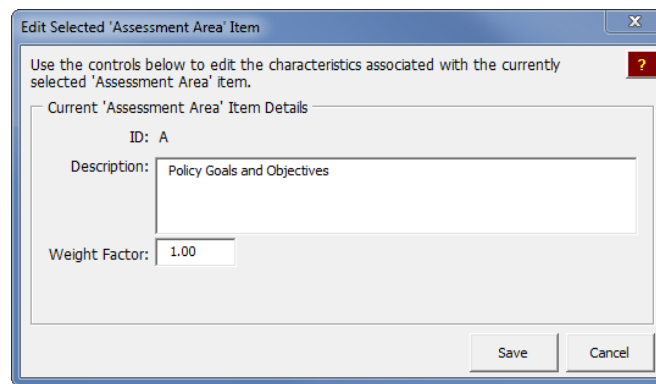 Edit Selected 'Assessment Area' Item
X
Use the controls below to edit the characteristics associated with the currently
selected 'Assessment Area' item.
?
Current 'Assessment Area' Item Details
ID: A
Description: Policy Goals and Objectives
Weight Factor: 1.00
Save Cancel